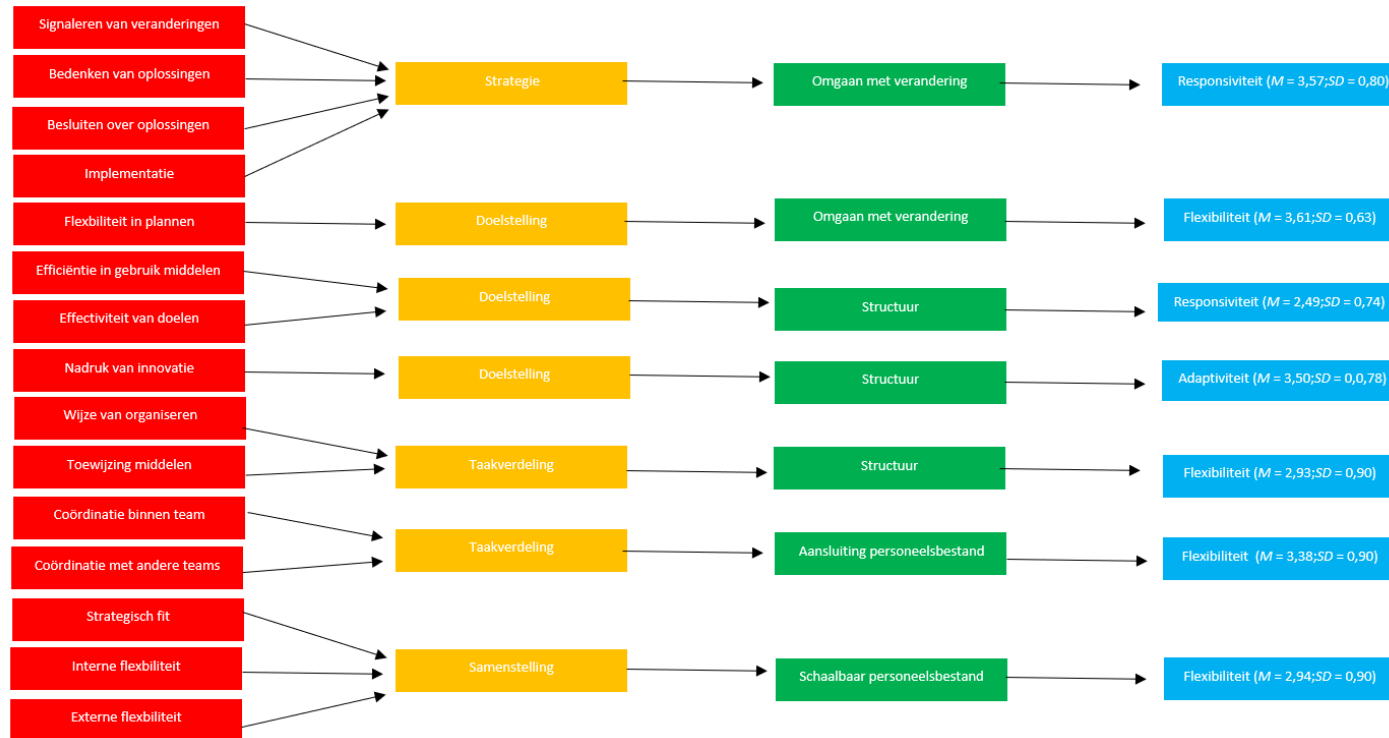 Signaleren van veranderingen
Bedenken van oplossingen
Besluiten over oplossingen
Implementatie
Strategie
Omgaan met verandering
Responsiviteit (M = 3,57;SD = 0,80)
Flexbiliteit in plannen
Doelstelling
Omgaan met verandering
Flexibiliteit (M = 3,61;SD = 0,63)
Efficiëntie in gebruik middelen
Effectiviteit van doelen
Doelstelling
Structuur
Responsiviteit (M = 2,49;SD = 0,74)
Nadruk van innovatie
Doelstelling
Structuur
Adaptiviteit (M = 3,50;SD = 0,0,78)
Wijze van organiseren
Toewijzing middelen
Taakverdeling
Structuur
Flexibiliteit (M = 2,93;SD = 0,90)
Coördinatie binnen team
Coördinatie met andere teams
Taakverdeling
Aansluiting personeelsbestand
Flexibiliteit (M = 3,38;SD = 0,90)
Strategisch fit
Interne flexbiliteit
Externe flexbiliteit
Samenstelling
Schaalbaar personeelsbestand
Flexibiliteit (M = 2,94;SD = 0,90)